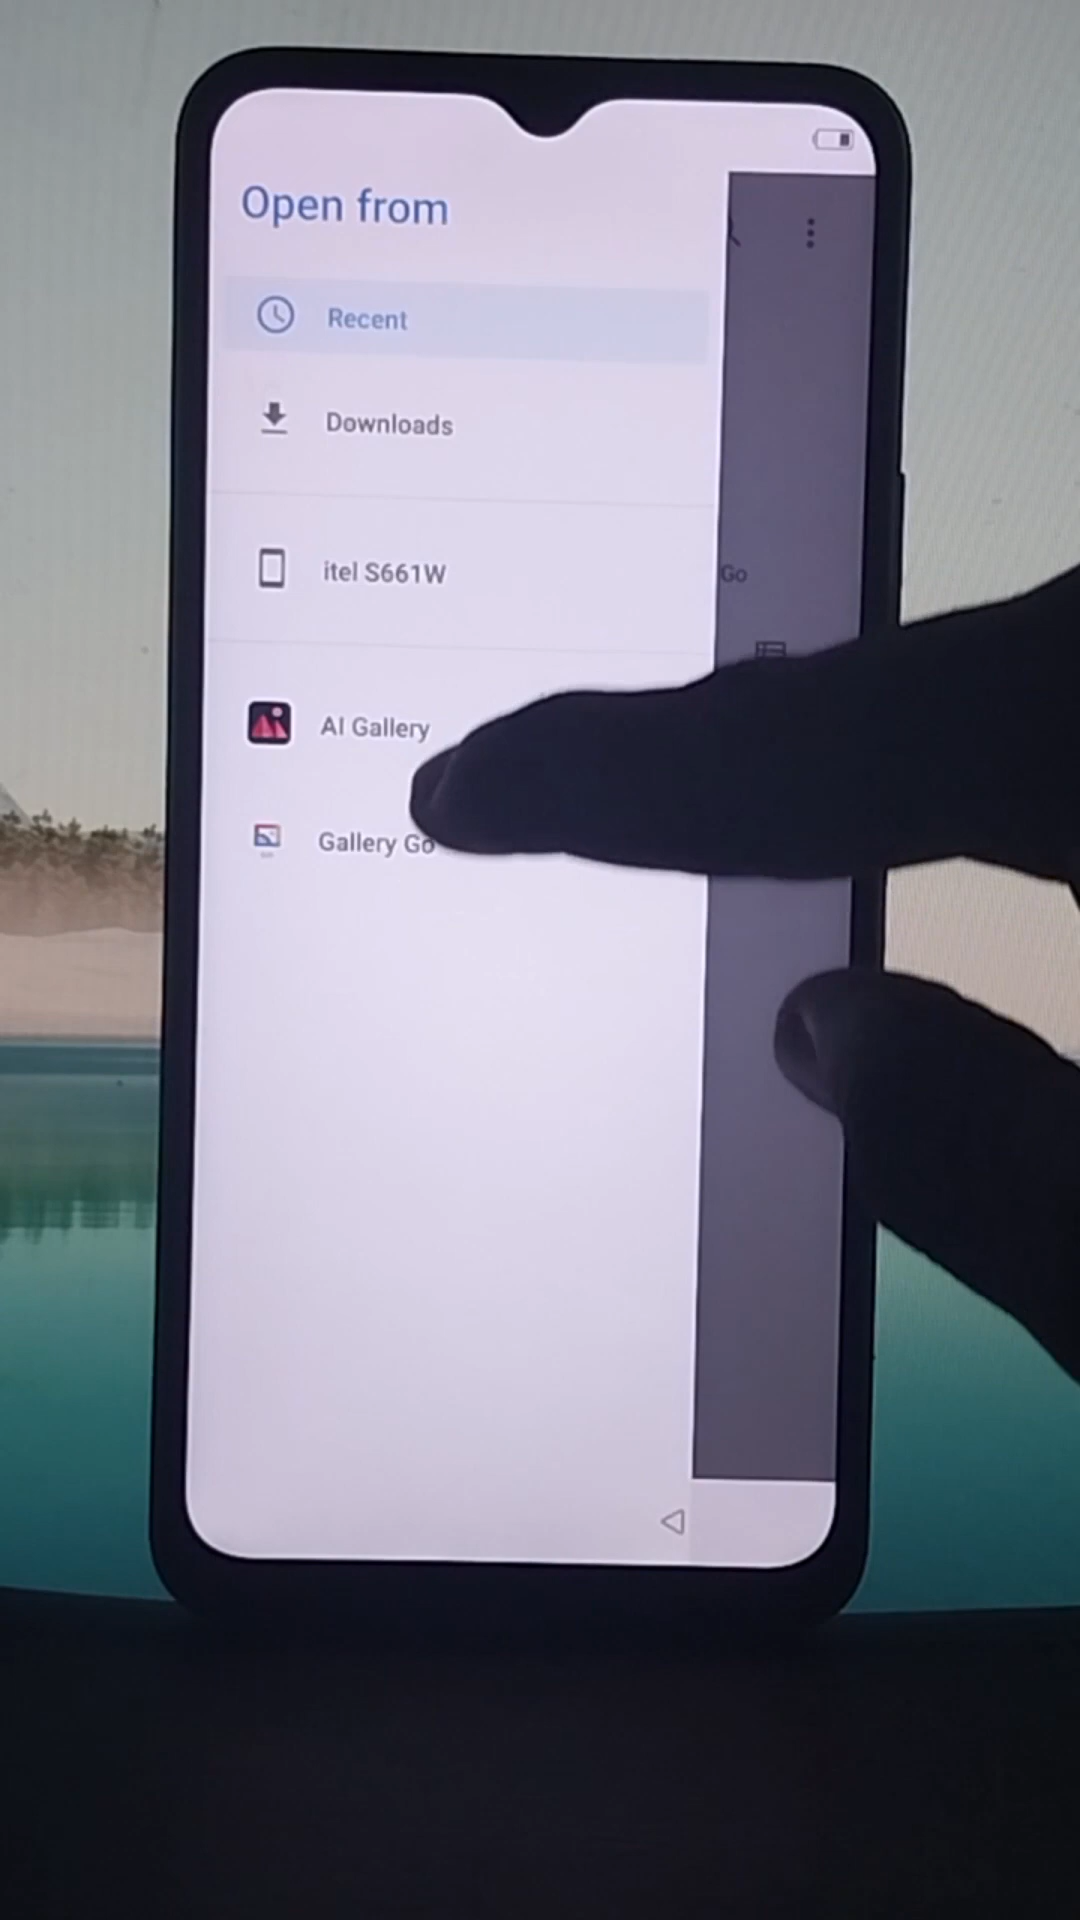 Open from
Recent
Downloads
itel S661W
Go
AI Gallery
Gallery Go